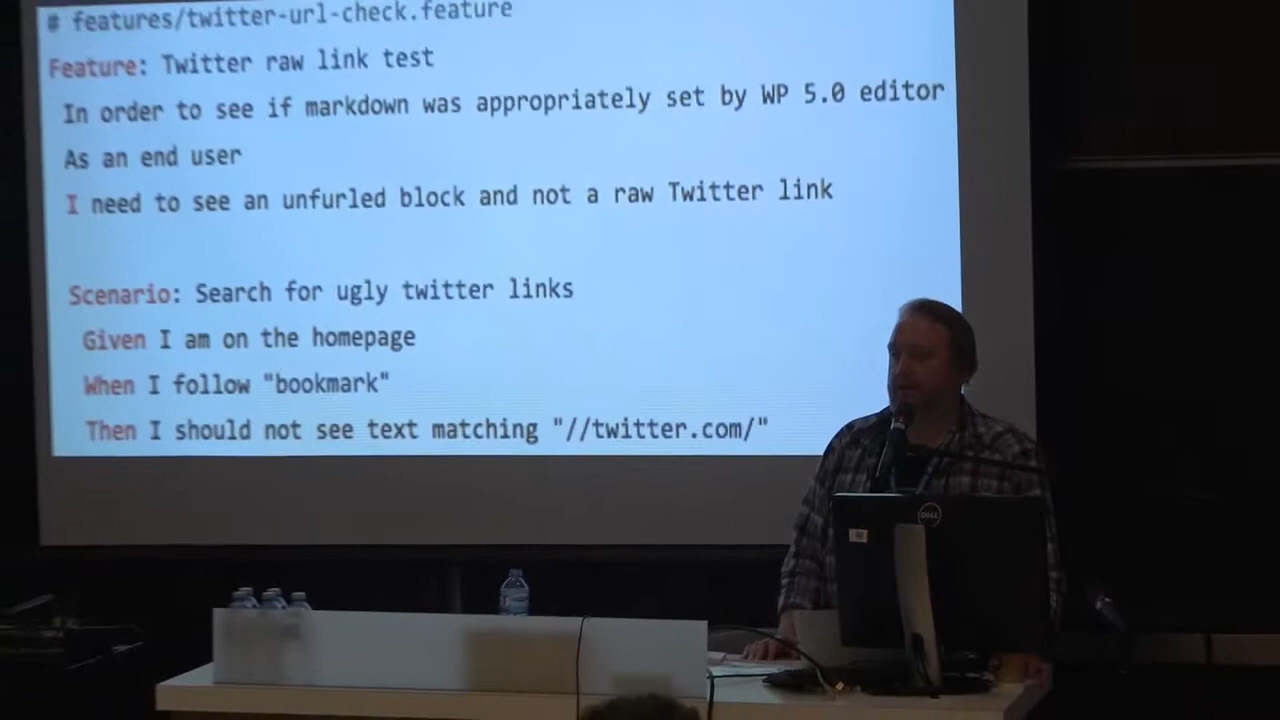 # features/twitter-url-check.feature
Feature: Twitter raw link test
In order to see if markdown was appropriately set by WP 5.0 editor
As an end user
I need to see an unfurled block and not a raw Twitter link
Scenario: Search for ugly twitter links
Given I am on the homepage
When I follow "bookmark"
Then I should not see text matching "//twitter.com/"
DELL